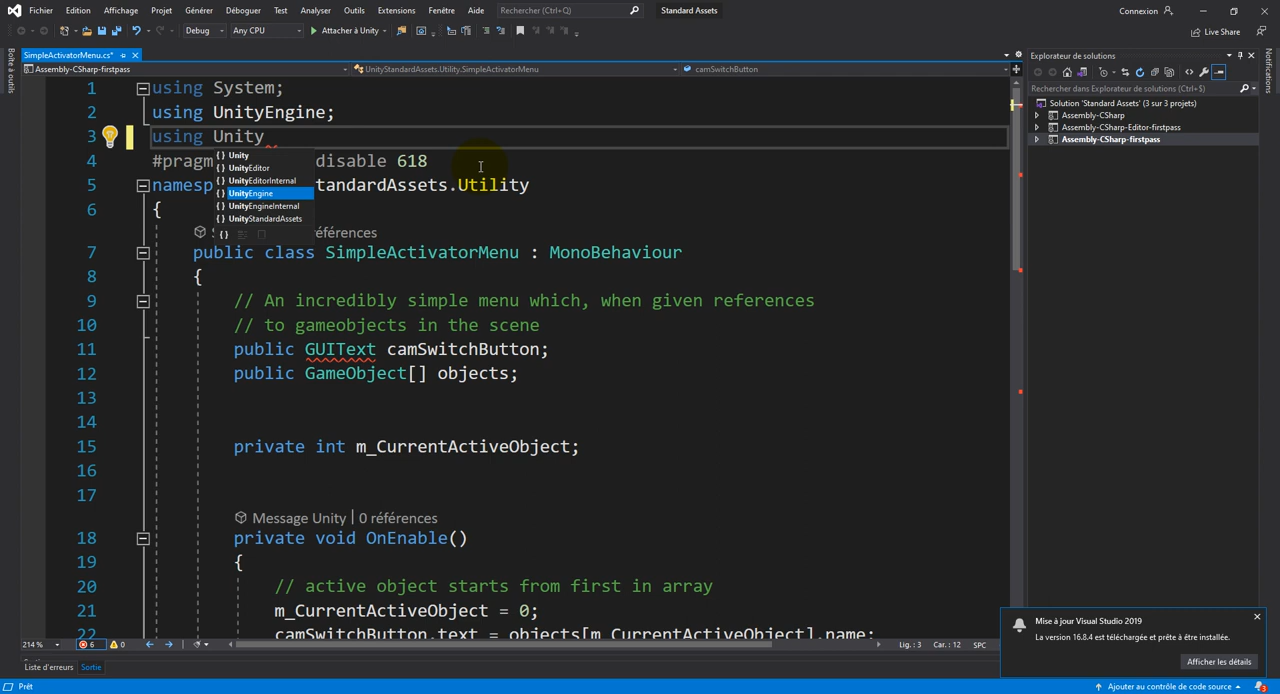 Fichier Edition Affichage Projet Générer Déboguer Test Analyser Outils Extensions Fenêtre Aide Rechercher (Ctrl+Q) Standard Assets Connexion
Debug Any CPU Attacher à Unity Live Share
Boîte à outils
SimpleActivatorMenu.cs*
Assembly-CSharp-firstpass UnityStandardAssets.Utility.SimpleActivatorMenu camSwitchButton
1 using System;
2 using UnityEngine;
3 using Unity
4 #pragm disable 618
5 namesp tandardAssets.Utility
6 {
Unity
UnityEditor
UnityEditorInternal
UnityEngine
UnityEngineInternal
UnityStandardAssets
références
7 public class SimpleActivatorMenu : MonoBehaviour
8 {
9 // An incredibly simple menu which, when given references
10 // to gameobjects in the scene
11 public GUIText camSwitchButton;
12 public GameObject[] objects;
13
14
15 private int m_CurrentActiveObject;
16
17
Message Unity | 0 références
18 private void OnEnable()
19 {
20 // active object starts from first in array
21 m_CurrentActiveObject = 0;
22 camSwitchButton.text = objects[m_CurrentActiveObject].name;
214 % 6 0 Lig. : 3 Car. : 12 SPC
Liste d'erreurs Sortie
Prêt
Explorateur de solutions
Rechercher dans Explorateur de solutions (Ctrl+$)
Solution 'Standard Assets' (3 sur 3 projets)
Assembly-CSharp
Assembly-CSharp-Editor-firstpass
Assembly-CSharp-firstpass
Notifications
Mise à jour Visual Studio 2019
La version 16.8.4 est téléchargée et prête à être installée.
Afficher les détails
Ajouter au contrôle de code source